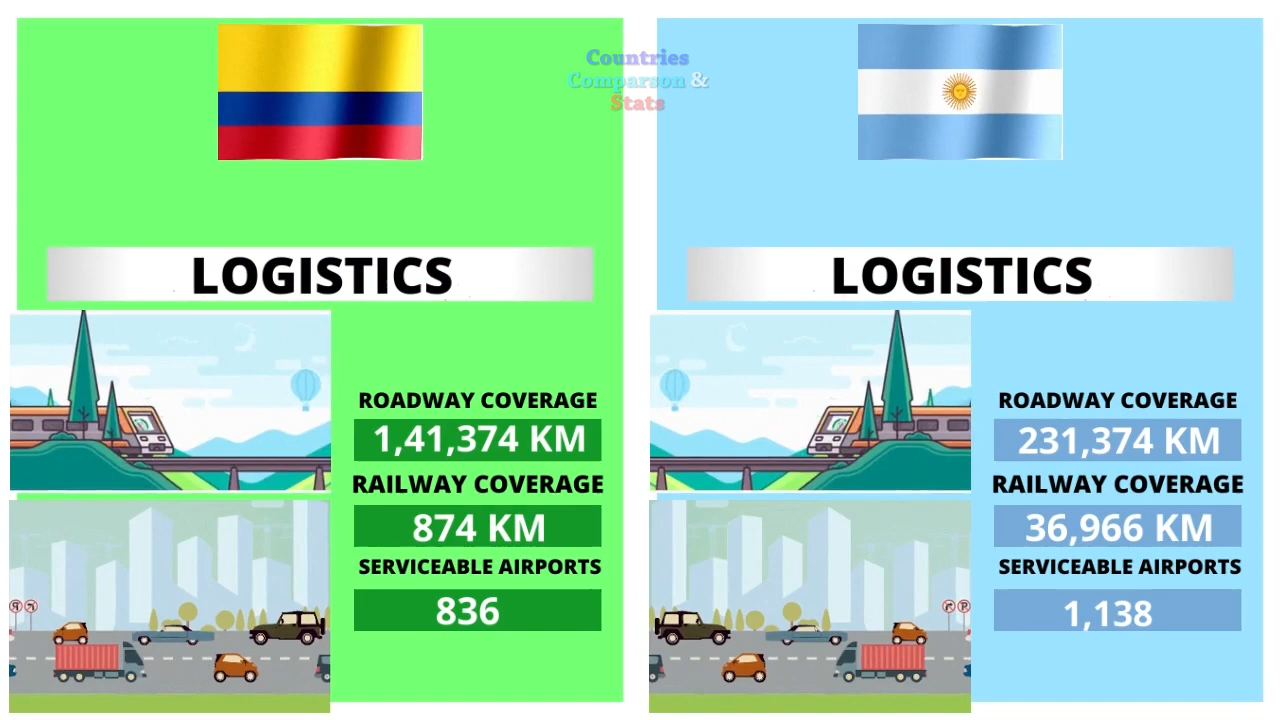 Countries
Comparson &
Stats
LOGISTICS
ROADWAY COVERAGE
1,41,374 KM
RAILWAY COVERAGE
874 KM
SERVICEABLE AIRPORTS
836
LOGISTICS
ROADWAY COVERAGE
231,374 KM
RAILWAY COVERAGE
36,966 KM
SERVICEABLE AIRPORTS
1,138